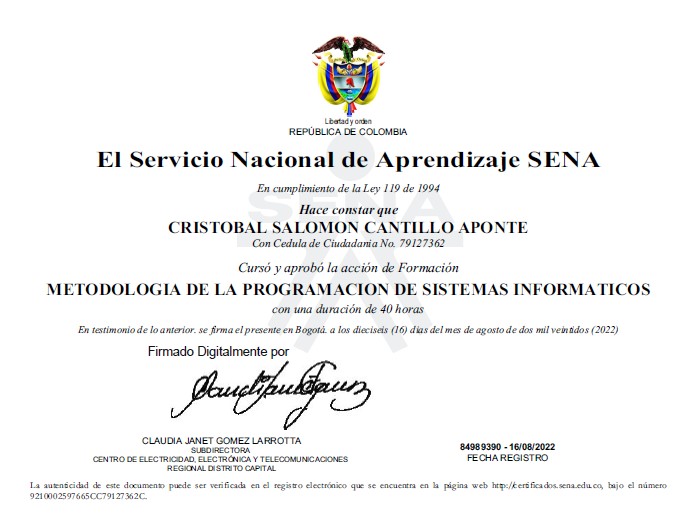 Libertad y orden
REPÚBLICA DE COLOMBIA
El Servicio Nacional de Aprendizaje SENA
En cumplimiento de la Ley 119 de 1994
SENA
Hace constar que
CRISTOBAL SALOMON CANTILLO APONTE
Con Cedula de Ciudadania No. 79127362
Cursó y aprobó la acción de Formación
METODOLOGIA DE LA PROGRAMACION DE SISTEMAS INFORMATICOS
con una duración de 40 horas
En testimonio de lo anterior. se firma el presente en Bogotá. a los dieciseis (16) días del mes de agosto de dos mil veintidos (2022)
Firmado Digitalmente por
CLAUDIA JANET GOMEZ LARROTTA
SUBDIRECTORA
CENTRO DE ELECTRICIDAD, ELECTRÓNICA Y TELECOMUNICACIONES
REGIONAL DISTRITO CAPITAL
84989390 - 16/08/2022
FECHA REGISTRO
La autenticidad de este documento puede ser verificada en el registro electrónico que se encuentra en la página web http://certificados.sena.edu.co, bajo el número
9210002597665CC79127362C.